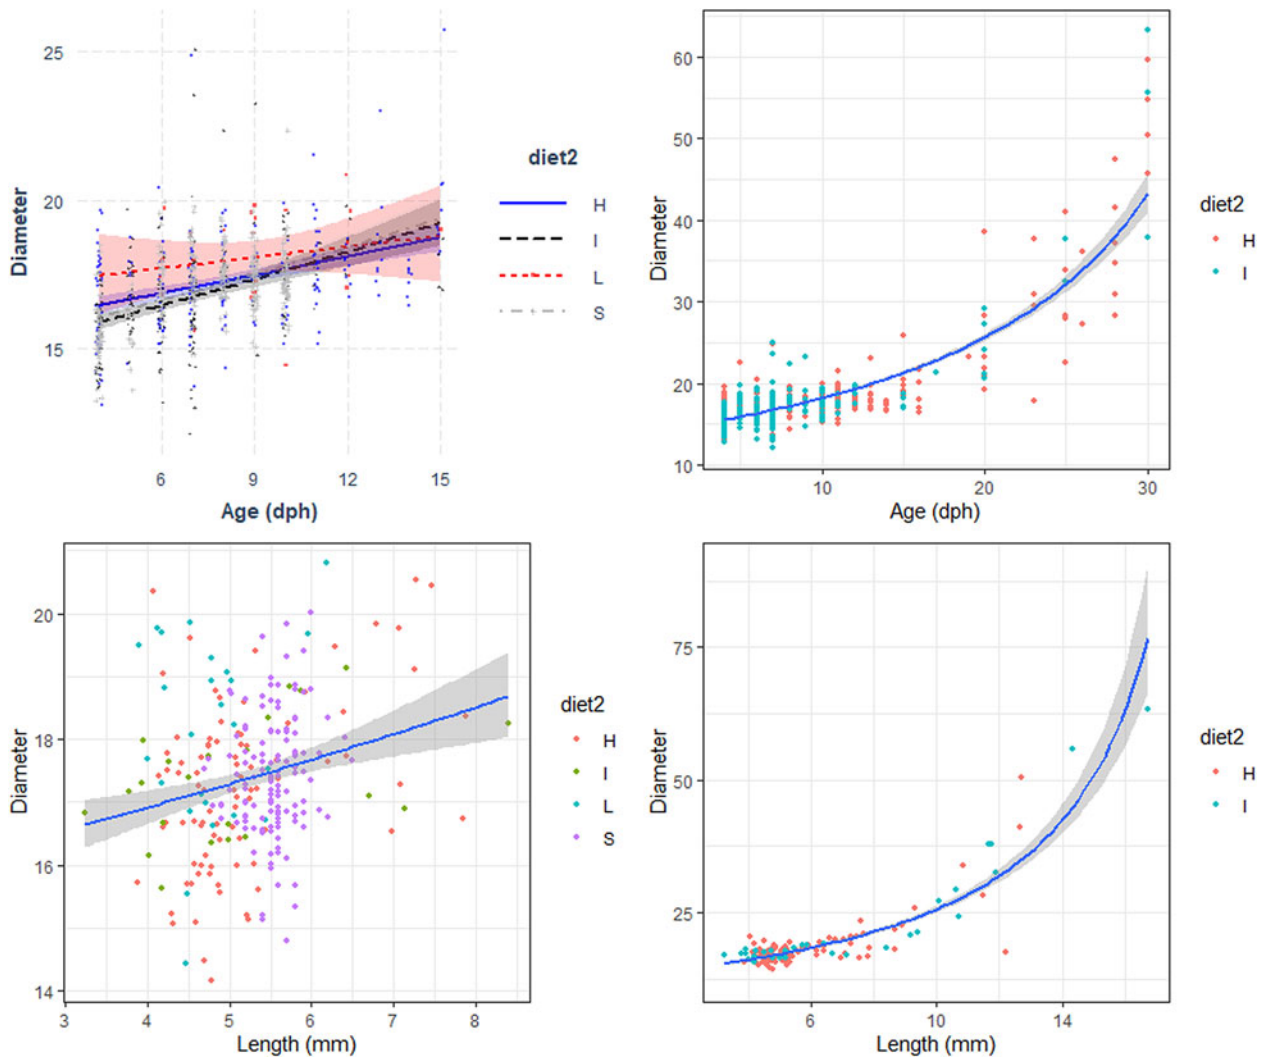 Diameter
25
20
15
6 9 12 15
Age (dph)
diet2
H
I
L
S
Diameter
60
50
40
30
20
10
10 20 30
Age (dph)
diet2
H
I
Diameter
20
18
16
14
3 4 5 6 7 8
Length (mm)
diet2
H
I
L
S
Diameter
75
50
25
6 10 14
Length (mm)
diet2
H
I